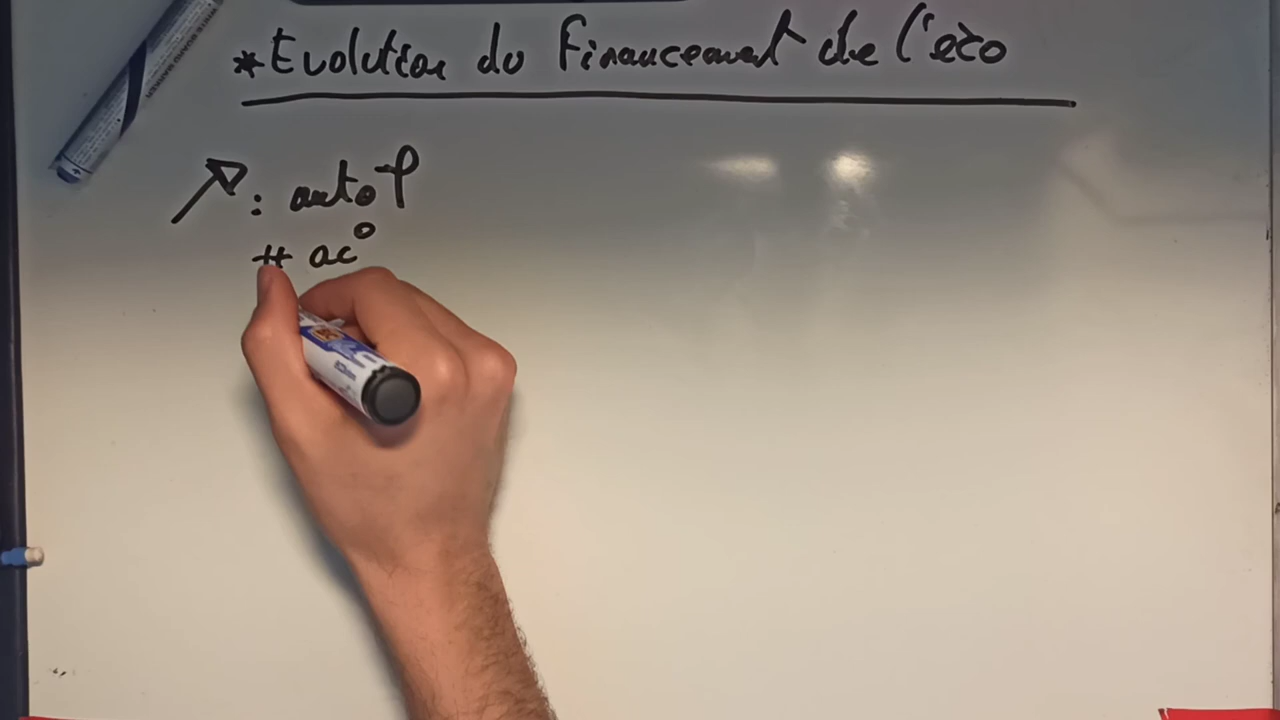 * Evolution du Financement de l'éco
↗ : auto f
# ac°